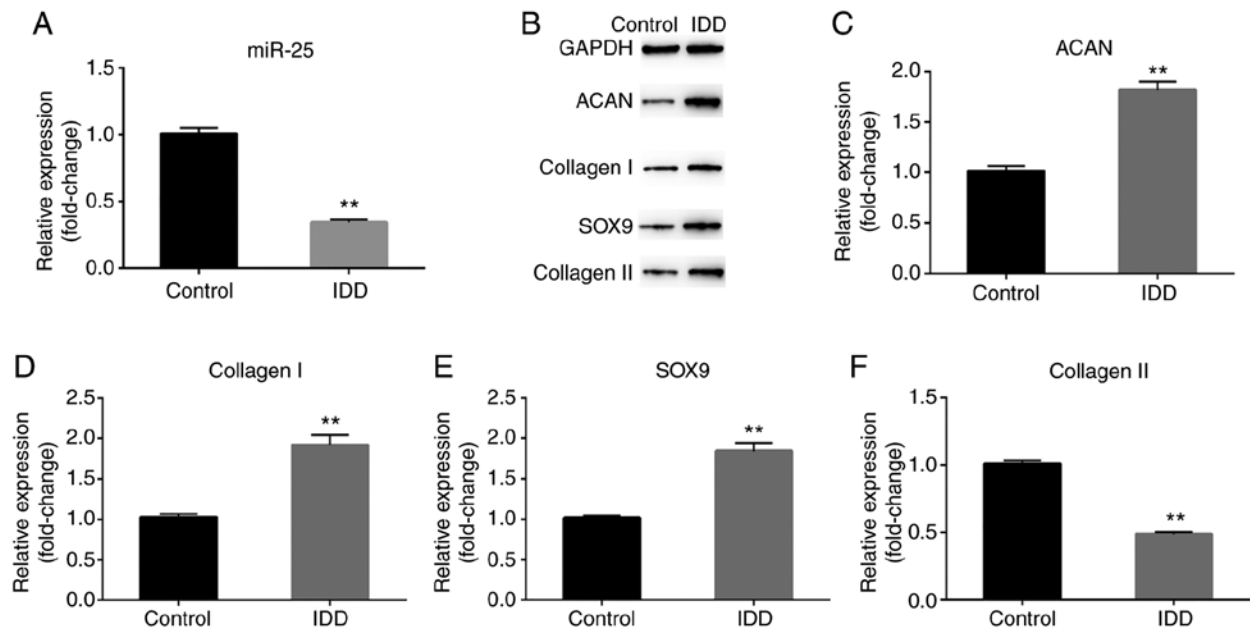 A
miR-25
Relative expression
(fold-change)
1.5
1.0
0.5
0.0
**
Control
IDD
B
Control IDD
GAPDH
ACAN
Collagen I
SOX9
Collagen II
C
ACAN
Relative expression
(fold-change)
2.0
1.5
1.0
0.5
0.0
**
Control
IDD
D
Collagen I
Relative expression
(fold-change)
2.5
2.0
1.5
1.0
0.5
0.0
**
Control
IDD
E
SOX9
Relative expression
(fold-change)
2.5
2.0
1.5
1.0
0.5
0.0
**
Control
IDD
F
Collagen II
Relative expression
(fold-change)
1.5
1.0
0.5
0.0
**
Control
IDD